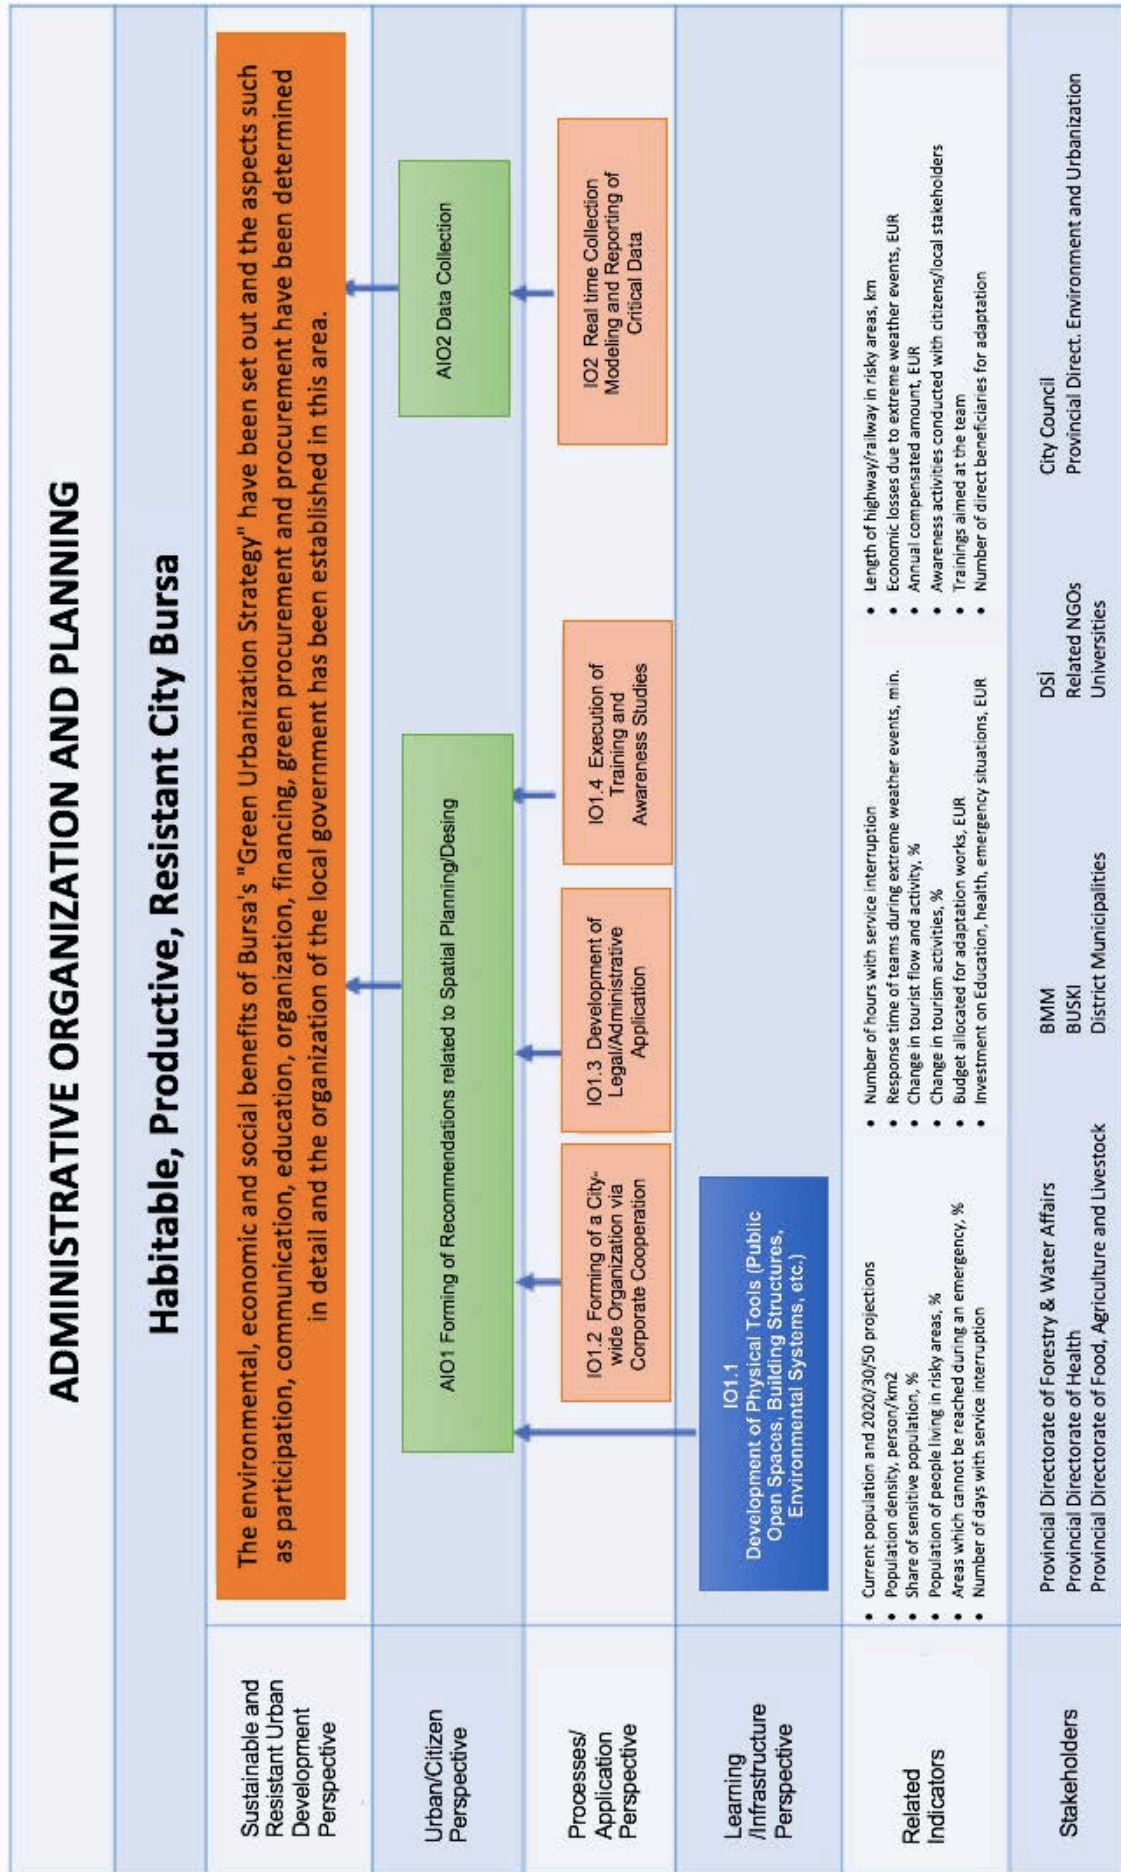 ADMINISTRATIVE ORGANIZATION AND PLANNING
Habitable, Productive, Resistant City Bursa
Sustainable and
Resistant Urban
Development
Perspective
The environmental, economic and social benefits of Bursa's "Green Urbanization Strategy" have been set out and the aspects such
as participation, communication, education, organization, financing, green procurement and procurement have been determined
in detail and the organization of the local government has been established in this area.
Urban/Citizen
Perspective
AIO1 Forming of Recommendations related to Spatial Planning/Desing
AIO2 Data Collection
Processes/
Application
Perspective
IO1.2 Forming of a City-
wide Organization via
Corporate Cooperation
IO1.3 Development of
Legal/Administrative
Application
IO1.4 Execution of
Training and
Awareness Studies
IO2 Real time Collection
Modeling and Reporting of
Critical Data
Learning
/Infrastructure
Perspective
IO1.1
Development of Physical Tools (Public
Open Spaces, Building Structures,
Environmental Systems, etc.)
Related
Indicators
• Current population and 2020/30/50 projections
• Population density, person/km2
• Share of sensitive population, %
• Population of people living in risky areas, %
• Areas which cannot be reached during an emergency, %
• Number of days with service interruption
• Number of hours with service interruption
• Response time of teams during extreme weather events, min.
• Change in tourist flow and activity, %
• Change in tourism activities, %
• Budget allocated for adaptation works, EUR
• Investment on Education, health, emergency situations, EUR
• Length of highway/railway in risky areas, km
• Economic losses due to extreme weather events, EUR
• Annual compensated amount, EUR
• Awareness activities conducted with citizens/local stakeholders
• Trainings aimed at the team
• Number of direct beneficiaries for adaptation
Stakeholders
Provincial Directorate of Forestry & Water Affairs
Provincial Directorate of Health
Provincial Directorate of Food, Agriculture and Livestock
BMM
BUSKI
District Municipalities
DSİ
Related NGOs
Universities
City Council
Provincial Direct. Environment and Urbanization